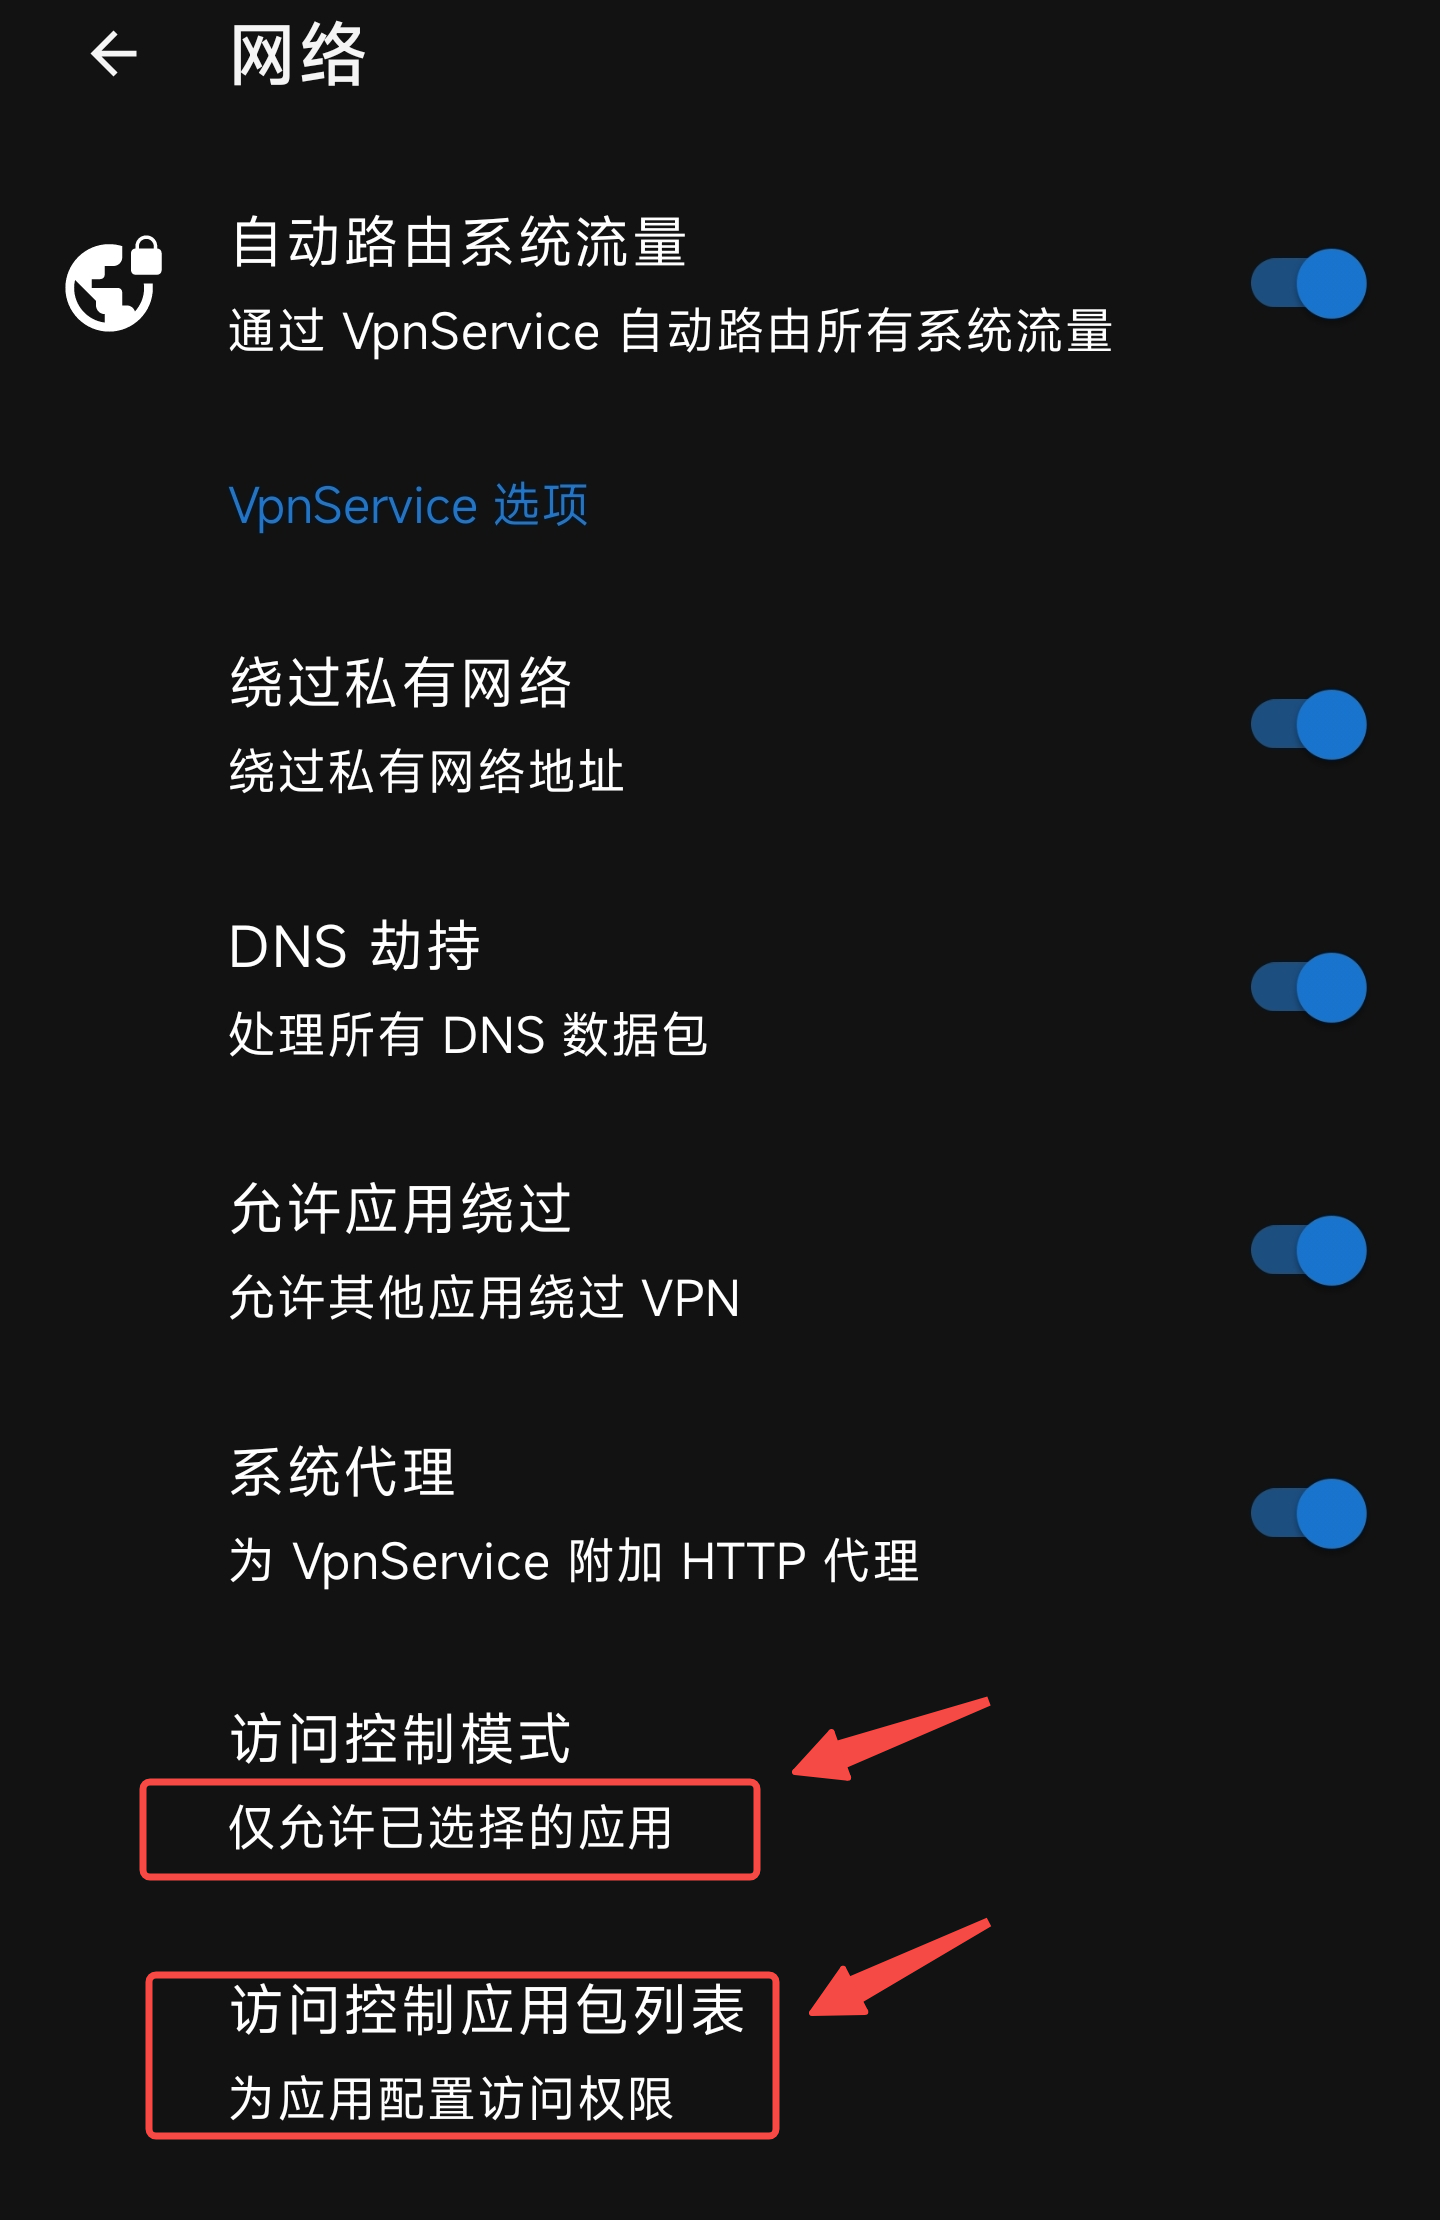 网络
自动路由系统流量
通过 VpnService 自动路由所有系统流量
VpnService 选项
绕过私有网络
绕过私有网络地址
DNS 劫持
处理所有 DNS 数据包
允许应用绕过
允许其他应用绕过 VPN
系统代理
为 VpnService 附加 HTTP 代理
访问控制模式
仅允许已选择的应用
访问控制应用包列表
为应用配置访问权限